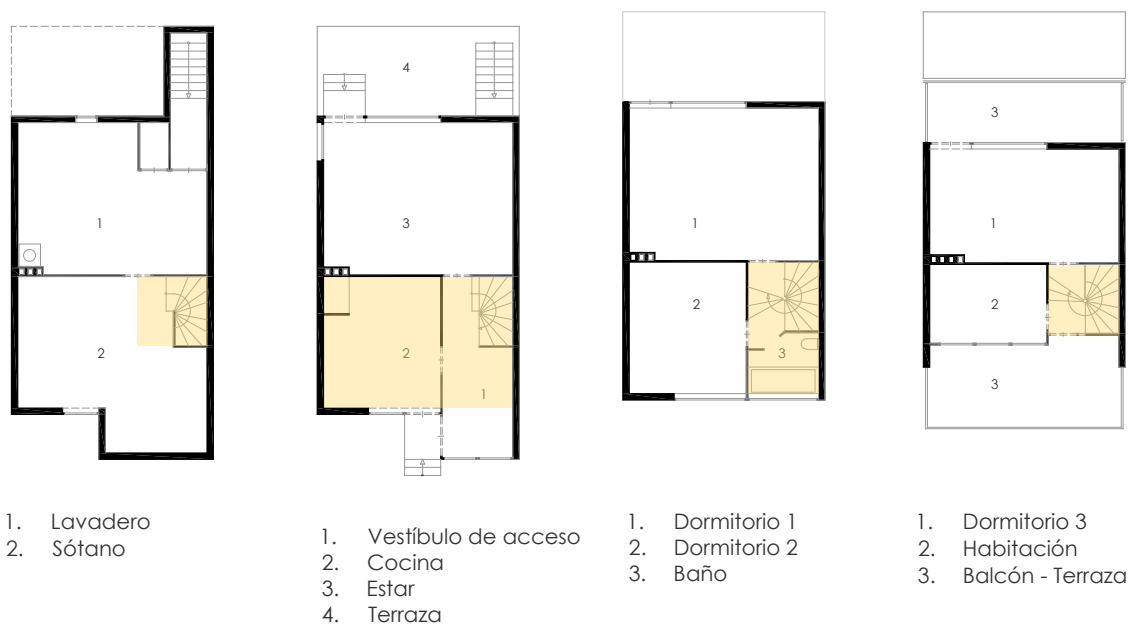 1
2
4
3
2
1
1
2
3
3
1
2
3
1. Lavadero
2. Sótano
1. Vestíbulo de acceso
2. Cocina
3. Estar
4. Terraza
1. Dormitorio 1
2. Dormitorio 2
3. Baño
1. Dormitorio 3
2. Habitación
3. Balcón - Terraza